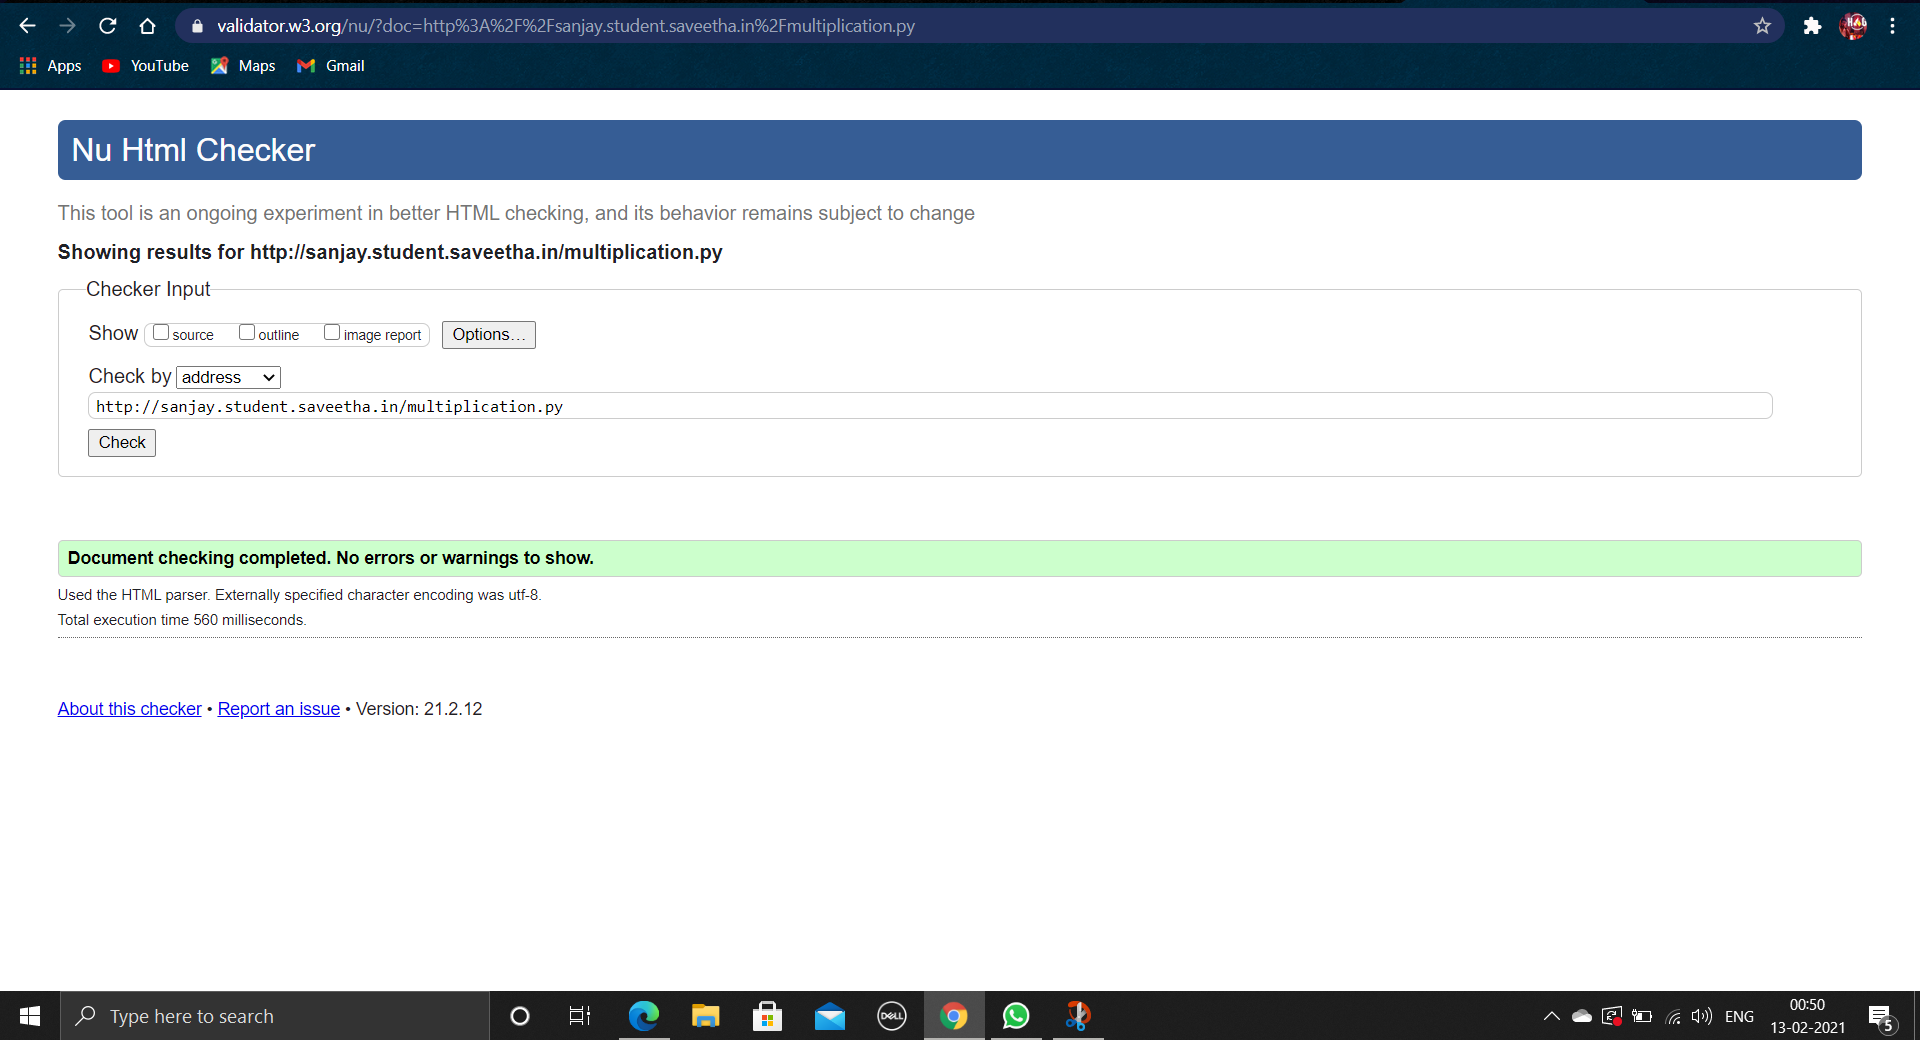 validator.w3.org/nu/?doc=http%3A%2F%2Fsanjay.student.saveetha.in%2Fmultiplication.py
Apps YouTube Maps Gmail
Nu Html Checker
This tool is an ongoing experiment in better HTML checking, and its behavior remains subject to change
Showing results for http://sanjay.student.saveetha.in/multiplication.py
Checker Input
Show source outline image report Options...
Check by address
http://sanjay.student.saveetha.in/multiplication.py
Check
Document checking completed. No errors or warnings to show.
Used the HTML parser. Externally specified character encoding was utf-8.
Total execution time 560 milliseconds.
About this checker • Report an issue • Version: 21.2.12
Type here to search
DELL
ENG
00:50
13-02-2021
5